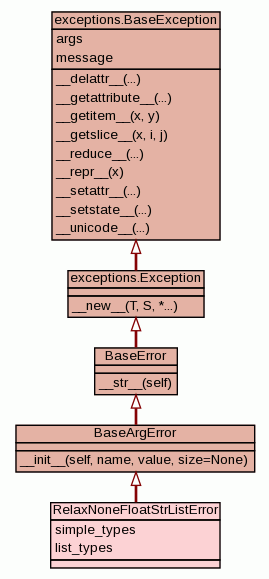 exceptions.BaseException
args
message
__delattr__(...)
__getattribute__(...)
__getitem__(x, y)
__getslice__(x, i, j)
__reduce__(...)
__repr__(x)
__setattr__(...)
__setstate__(...)
__unicode__(...)
exceptions.Exception
__new__(T, S, *...)
BaseError
__str__(self)
BaseArgError
__init__(self, name, value, size=None)
RelaxNoneFloatStrListError
simple_types
list_types